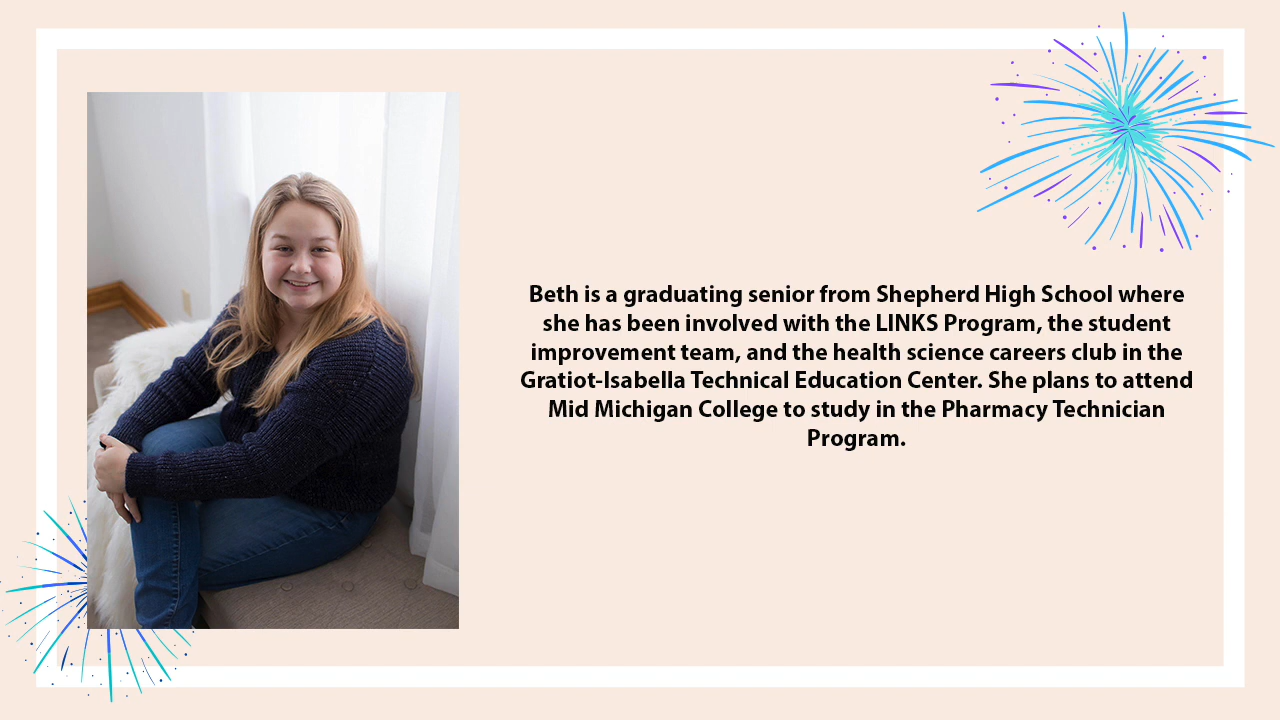 Beth is a graduating senior from Shepherd High School where
she has been involved with the LINKS Program, the student
improvement team, and the health science careers club in the
Gratiot-Isabella Technical Education Center. She plans to attend
Mid Michigan College to study in the Pharmacy Technician
Program.